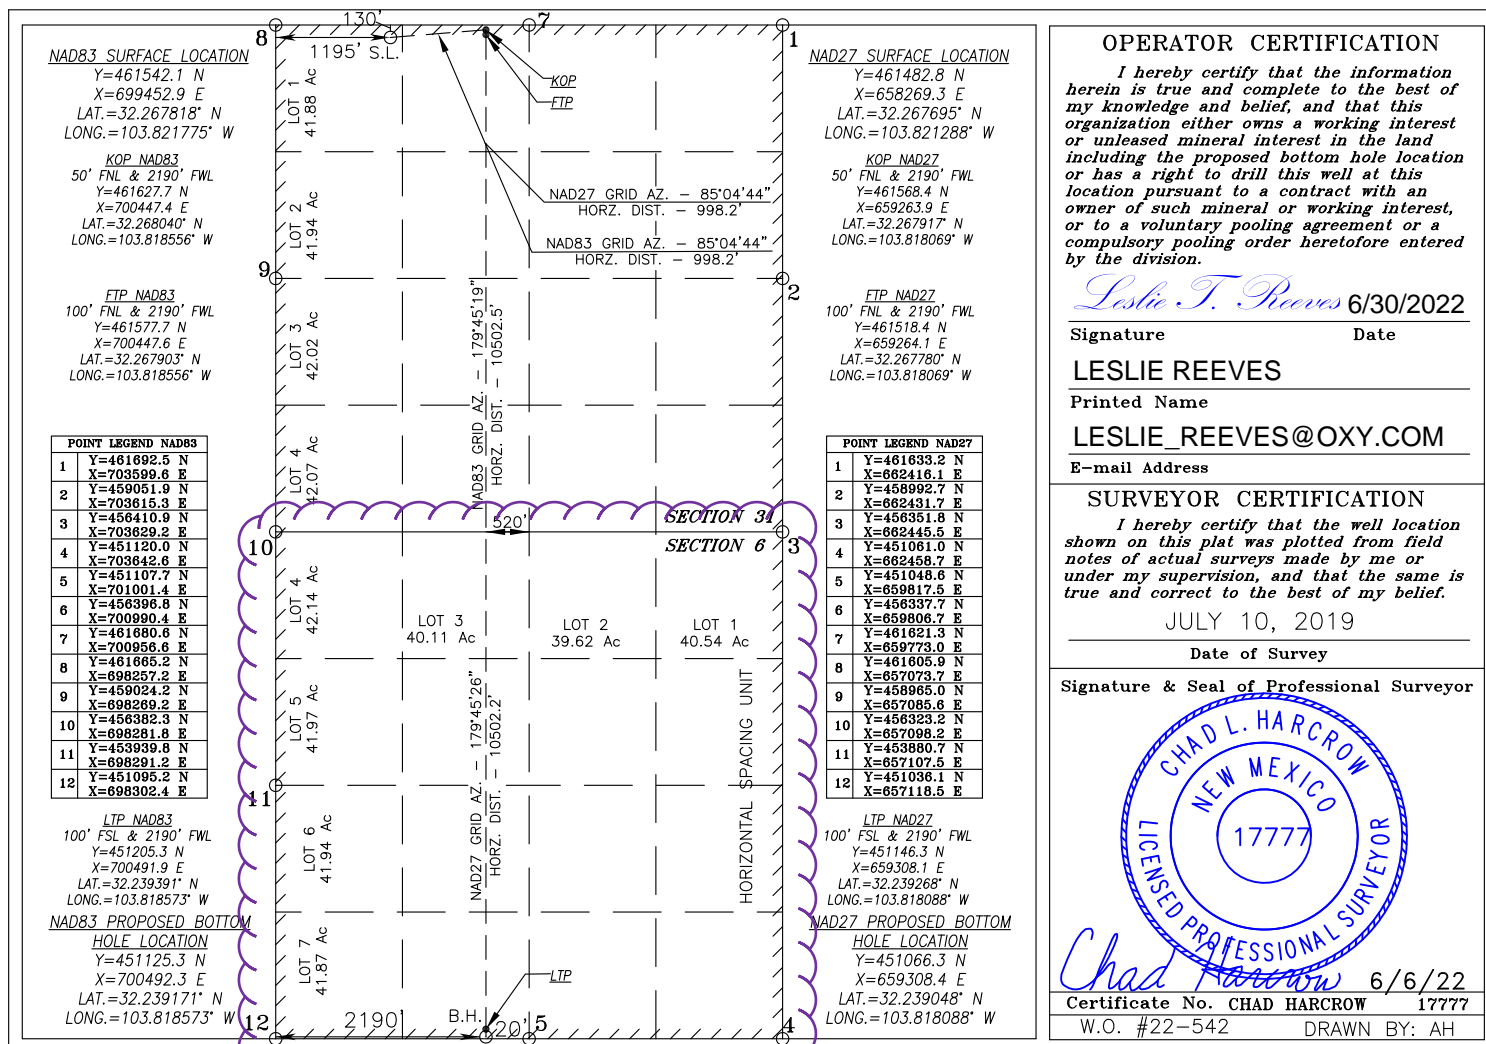 130'
8
7
1
1195' S.L.
NAD83 SURFACE LOCATION
Y=461542.1 N
X=699452.9 E
LAT.=32.267818° N
LONG.=103.821775° W
KOP NAD83
50' FNL & 2190' FWL
Y=461627.7 N
X=700447.4 E
LAT.=32.268040° N
LONG.=103.818556° W
FTP NAD83
100' FNL & 2190' FWL
Y=461577.7 N
X=700447.6 E
LAT.=32.267903° N
LONG.=103.818556° W
POINT LEGEND NAD83
1 Y=461692.5 N
X=703599.6 E
2 Y=459051.9 N
X=703615.3 E
3 Y=456410.9 N
X=703629.2 E
4 Y=451120.0 N
X=703642.6 E
5 Y=451107.7 N
X=701001.4 E
6 Y=456396.8 N
X=700990.4 E
7 Y=461680.6 N
X=700956.6 E
8 Y=461665.2 N
X=698257.2 E
9 Y=459024.2 N
X=698269.2 E
10 Y=456382.3 N
X=698281.8 E
11 Y=453939.8 N
X=698291.2 E
12 Y=451095.2 N
X=698302.4 E
LTP NAD83
100' FSL & 2190' FWL
Y=451205.3 N
X=700491.9 E
LAT.=32.239391° N
LONG.=103.818573° W
NAD83 PROPOSED BOTTOM
HOLE LOCATION
Y=451125.3 N
X=700492.3 E
LAT.=32.239171° N
LONG.=103.818573° W
LOT 1
41.88 Ac
KOP
FTP
LOT 2
41.94 Ac
NAD27 GRID AZ. - 85°04'44"
HORZ. DIST. - 998.2'
NAD83 GRID AZ. - 85°04'44"
HORZ. DIST. - 998.2'
9
2
LOT 3
42.02 Ac
NAD83 GRID AZ. - 179°45'19"
HORZ. DIST. - 10502.5'
LOT 4
42.07 Ac
SECTION 31
520'
10
SECTION 6
3
LOT 4
42.14 Ac
LOT 3
40.11 Ac
LOT 2
39.62 Ac
LOT 1
40.54 Ac
LOT 5
41.97 Ac
NAD27 GRID AZ. - 179°45'26"
HORZ. DIST. - 10502.2'
HORIZONTAL SPACING UNIT
11
LOT 6
41.94 Ac
LOT 7
41.87 Ac
LTP
12
2190'
B.H.
20'
5
4
NAD27 SURFACE LOCATION
Y=461482.8 N
X=658269.3 E
LAT.=32.267695° N
LONG.=103.821288° W
KOP NAD27
50' FNL & 2190' FWL
Y=461568.4 N
X=659263.9 E
LAT.=32.267917° N
LONG.=103.818069° W
FTP NAD27
100' FNL & 2190' FWL
Y=461518.4 N
X=659264.1 E
LAT.=32.267780° N
LONG.=103.818069° W
POINT LEGEND NAD27
1 Y=461633.2 N
X=662416.1 E
2 Y=458992.7 N
X=662431.7 E
3 Y=456351.8 N
X=662445.5 E
4 Y=451061.0 N
X=662458.7 E
5 Y=451048.6 N
X=659817.5 E
6 Y=456337.7 N
X=659806.7 E
7 Y=461621.3 N
X=659773.0 E
8 Y=461605.9 N
X=657073.7 E
9 Y=458965.0 N
X=657085.6 E
10 Y=456323.2 N
X=657098.2 E
11 Y=453880.7 N
X=657107.5 E
12 Y=451036.1 N
X=657118.5 E
LTP NAD27
100' FSL & 2190' FWL
Y=451146.3 N
X=659308.1 E
LAT.=32.239268° N
LONG.=103.818088° W
NAD27 PROPOSED BOTTOM
HOLE LOCATION
Y=451066.3 N
X=659308.4 E
LAT.=32.239048° N
LONG.=103.818088° W
OPERATOR CERTIFICATION
I hereby certify that the information
herein is true and complete to the best of
my knowledge and belief, and that this
organization either owns a working interest
or unleased mineral interest in the land
including the proposed bottom hole location
or has a right to drill this well at this
location pursuant to a contract with an
owner of such mineral or working interest,
or to a voluntary pooling agreement or a
compulsory pooling order heretofore entered
by the division.
Leslie T. Reeves 6/30/2022
Signature Date
LESLIE REEVES
Printed Name
LESLIE_REEVES@OXY.COM
E-mail Address
SURVEYOR CERTIFICATION
I hereby certify that the well location
shown on this plat was plotted from field
notes of actual surveys made by me or
under my supervision, and that the same is
true and correct to the best of my belief.
JULY 10, 2019
Date of Survey
Signature & Seal of Professional Surveyor
CHAD L. HARCROW
NEW MEXICO
17777
LICENSED PROFESSIONAL SURVEYOR
Chad Harcrow 6/6/22
Certificate No. CHAD HARCROW 17777
W.O. #22-542 DRAWN BY: AH